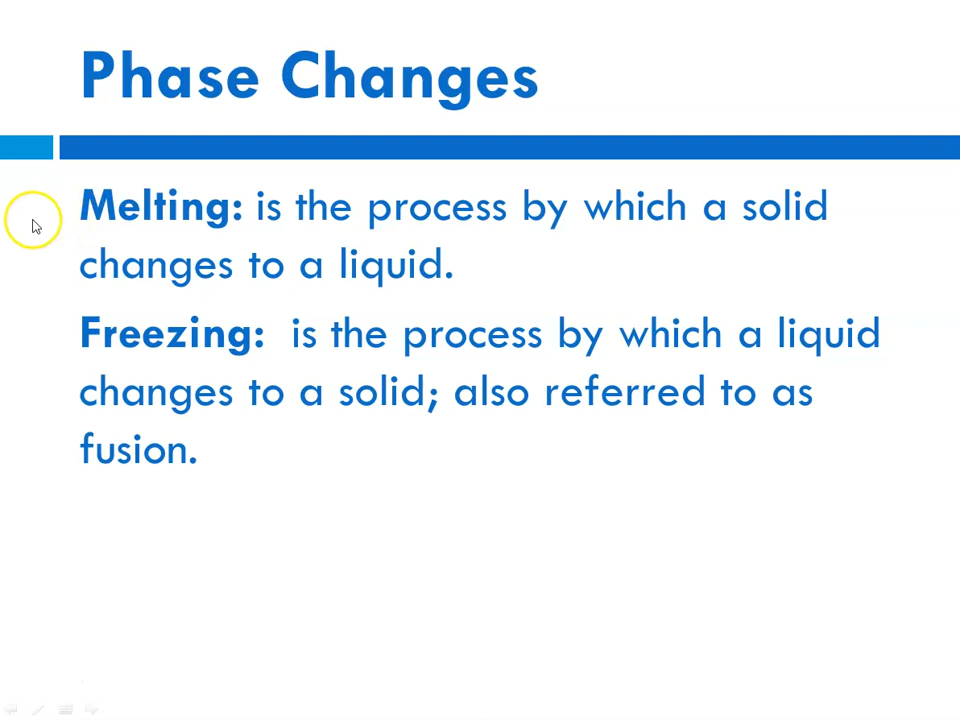 Phase Changes
Melting: is the process by which a solid
changes to a liquid.
Freezing:  is the process by which a liquid
changes to a solid; also referred to as
fusion.